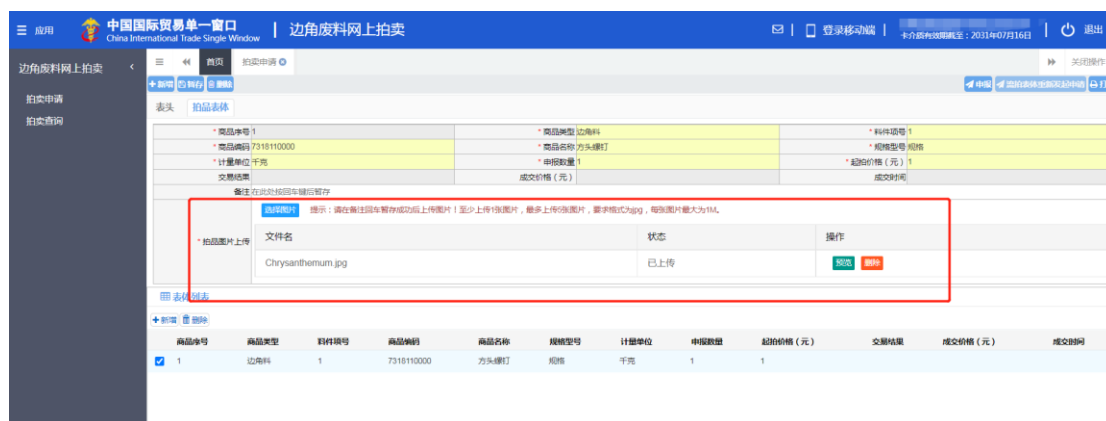 应用 中国国际贸易单一窗口 边角废料网上拍卖 登录移动端 退出
China International Trade Single Window 卡介质有效期截至：2031年07月16日
边角废料网上拍卖 首页 拍卖申请 关闭操作
新增 暂存 删除 申报
拍卖申请 表头 拍品表体
拍卖查询
*商品序号 1 *商品类型 边角料 *料件项号 1
*商品编码 7318110000 *商品名称 方头螺钉 *规格型号 规格
*计量单位 千克 *申报数量 1 *起拍价格（元） 1
交易结果 成交价格（元） 成交时间
备注 在此处按回车键后暂存
选择图片 提示：请在备注回车暂存成功后上传图片！至少上传1张图片，最多上传5张图片，要求格式为jpg，每张图片最大为1M。
*拍品图片上传 文件名 状态 操作
Chrysanthemum.jpg 已上传 预览 删除
表体列表
新增 删除
商品序号 商品类型 料件项号 商品编码 商品名称 规格型号 计量单位 申报数量 起拍价格（元） 交易结果 成交价格（元） 成交时间
1 边角料 1 7318110000 方头螺钉 规格 千克 1 1